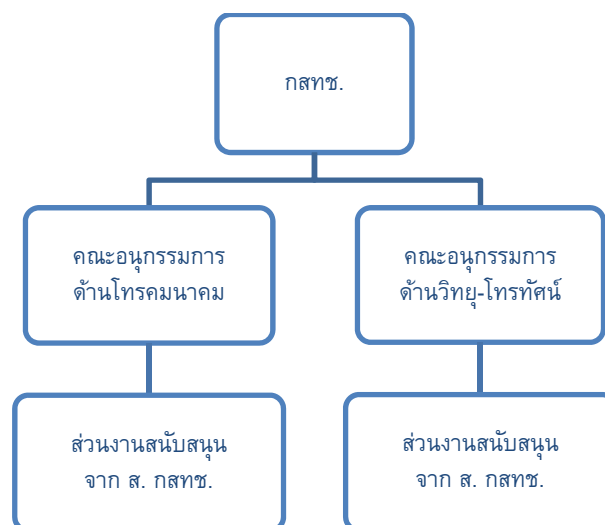 กสทช.
คณะอนุกรรมการ
ด้านโทรคมนาคม
คณะอนุกรรมการ
ด้านวิทยุ-โทรทัศน์
ส่วนงานสนับสนุน
จาก ส. กสทช.
ส่วนงานสนับสนุน
จาก ส. กสทช.